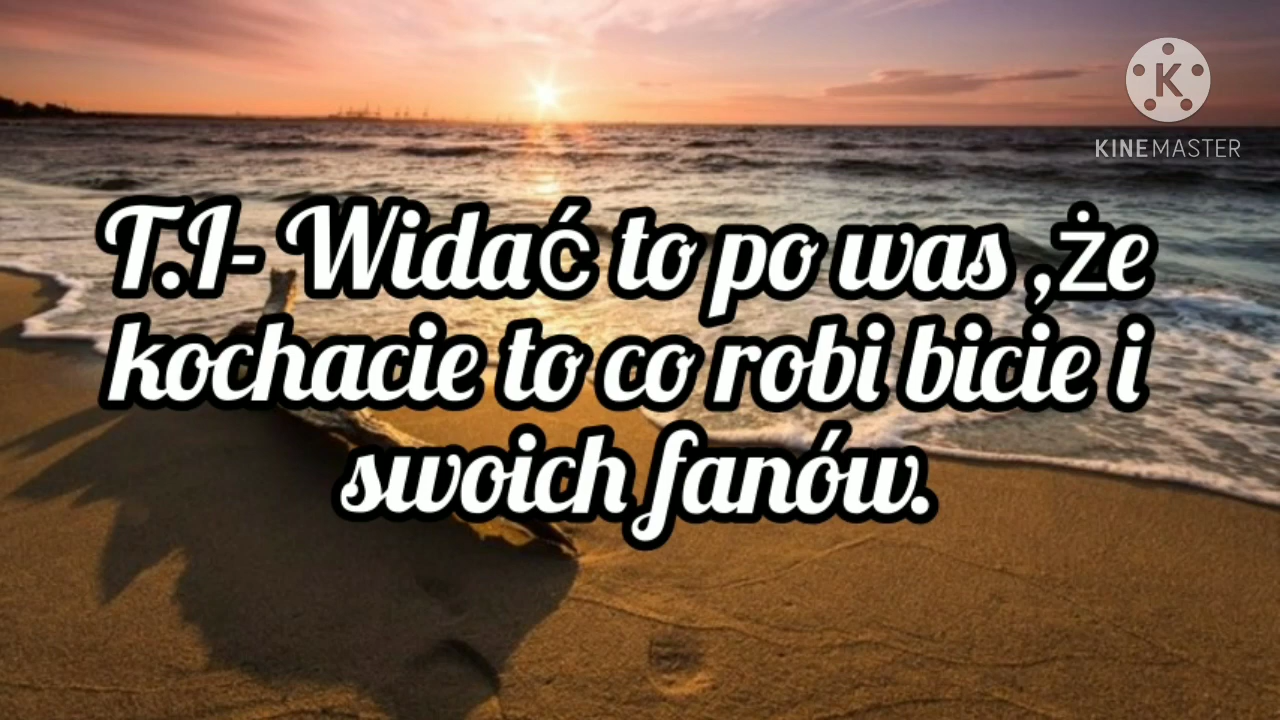 KINEMASTER
T.I- Widać to po was ,że
kochacie to co robi bicie i
swoich fanów.